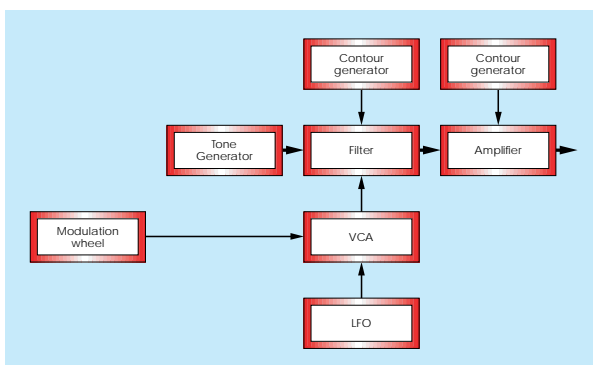 Contour
generator
Contour
generator
Tone
Generator
Filter
Amplifier
Modulation
wheel
VCA
LFO